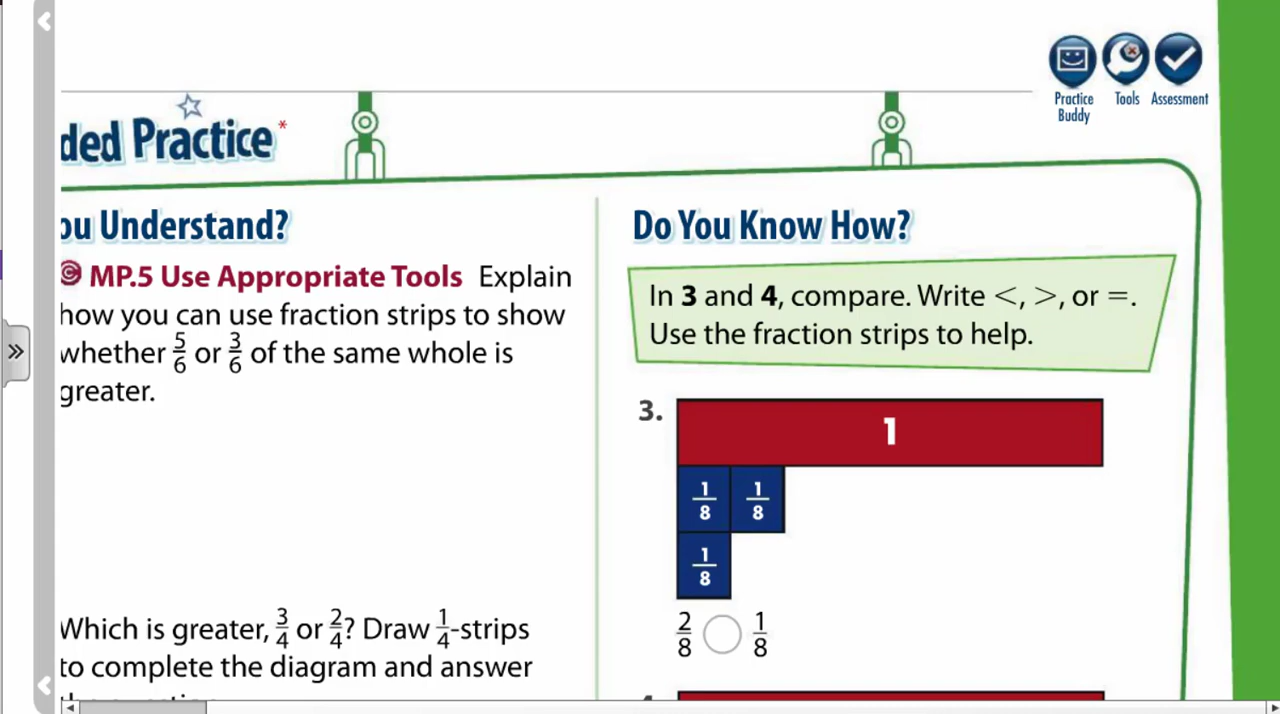 Practice Buddy
Tools
Assessment
ded Practice*
ou Understand?
MP.5 Use Appropriate Tools Explain
how you can use fraction strips to show
whether 5/6 or 3/6 of the same whole is
greater.
Which is greater, 3/4 or 2/4? Draw 1/4-strips
to complete the diagram and answer
Do You Know How?
In 3 and 4, compare. Write <, >, or =.
Use the fraction strips to help.
3.
1
1/8 1/8
1/8
2/8 1/8